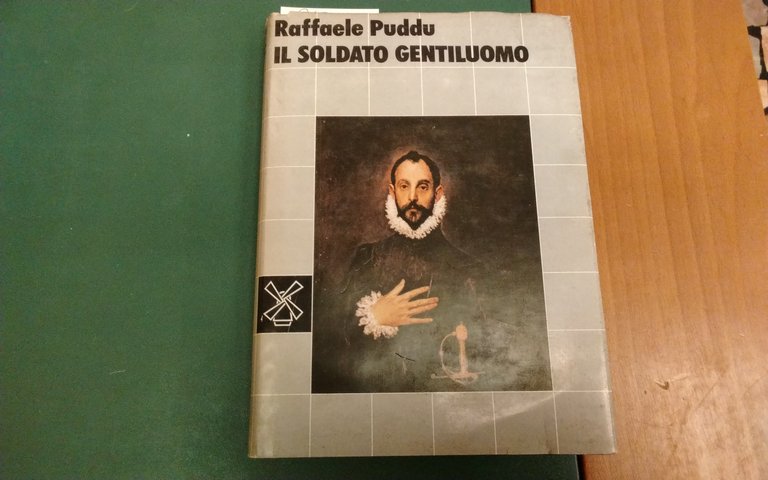 Raffaele Puddu
IL SOLDATO GENTILUOMO